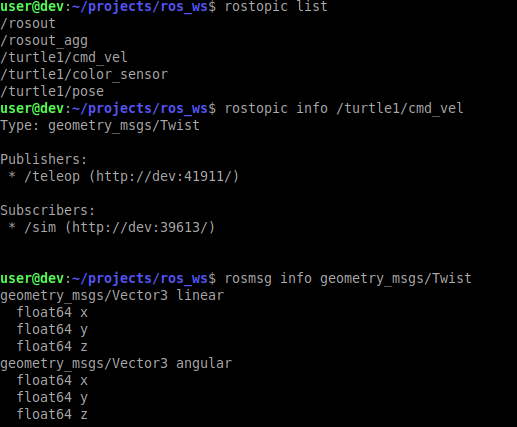 user@dev:~/projects/ros_ws$ rostopic list
/rosout
/rosout_agg
/turtle1/cmd_vel
/turtle1/color_sensor
/turtle1/pose
user@dev:~/projects/ros_ws$ rostopic info /turtle1/cmd_vel
Type: geometry_msgs/Twist

Publishers:
 * /teleop (http://dev:41911/)

Subscribers:
 * /sim (http://dev:39613/)


user@dev:~/projects/ros_ws$ rosmsg info geometry_msgs/Twist
geometry_msgs/Vector3 linear
  float64 x
  float64 y
  float64 z
geometry_msgs/Vector3 angular
  float64 x
  float64 y
  float64 z